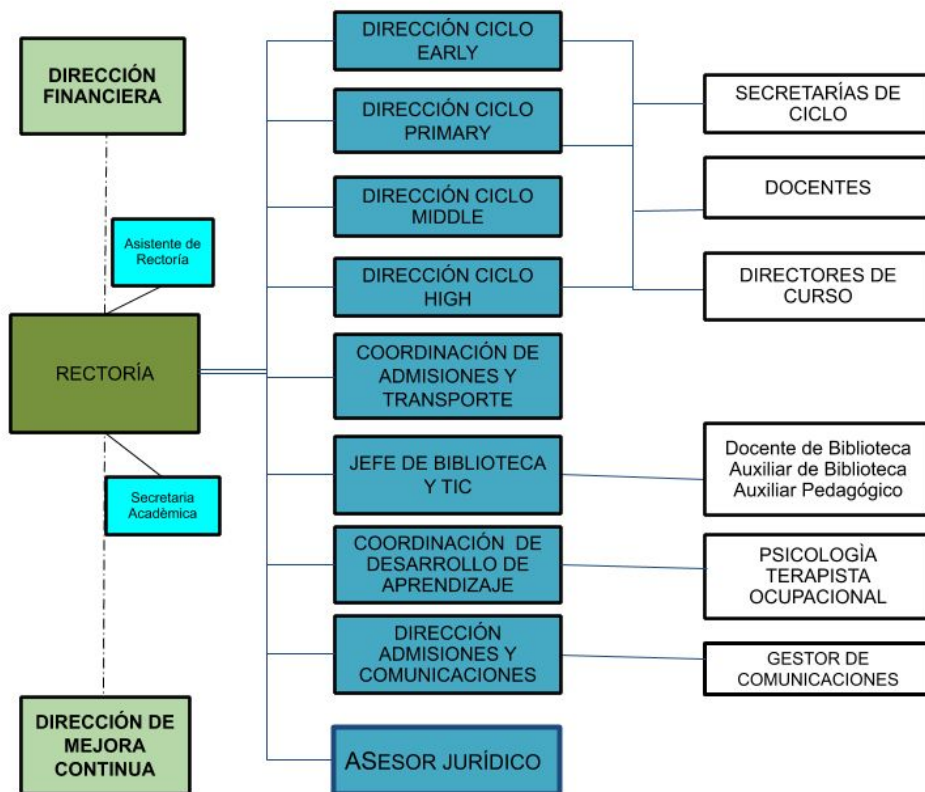 DIRECCIÓN
FINANCIERA
Asistente de
Rectoría
RECTORÍA
Secretaria
Acadèmica
DIRECCIÓN DE
MEJORA
CONTINUA
DIRECCIÓN CICLO
EARLY
DIRECCIÓN CICLO
PRIMARY
DIRECCIÓN CICLO
MIDDLE
DIRECCIÓN CICLO
HIGH
COORDINACIÓN DE
ADMISIONES Y
TRANSPORTE
JEFE DE BIBLIOTECA
Y TIC
COORDINACIÓN DE
DESARROLLO DE
APRENDIZAJE
DIRECCIÓN
ADMISIONES Y
COMUNICACIONES
ASESOR JURÍDICO
SECRETARÍAS DE
CICLO
DOCENTES
DIRECTORES DE
CURSO
Docente de Biblioteca
Auxiliar de Biblioteca
Auxiliar Pedagógico
PSICOLOGÌA
TERAPISTA
OCUPACIONAL
GESTOR DE
COMUNICACIONES